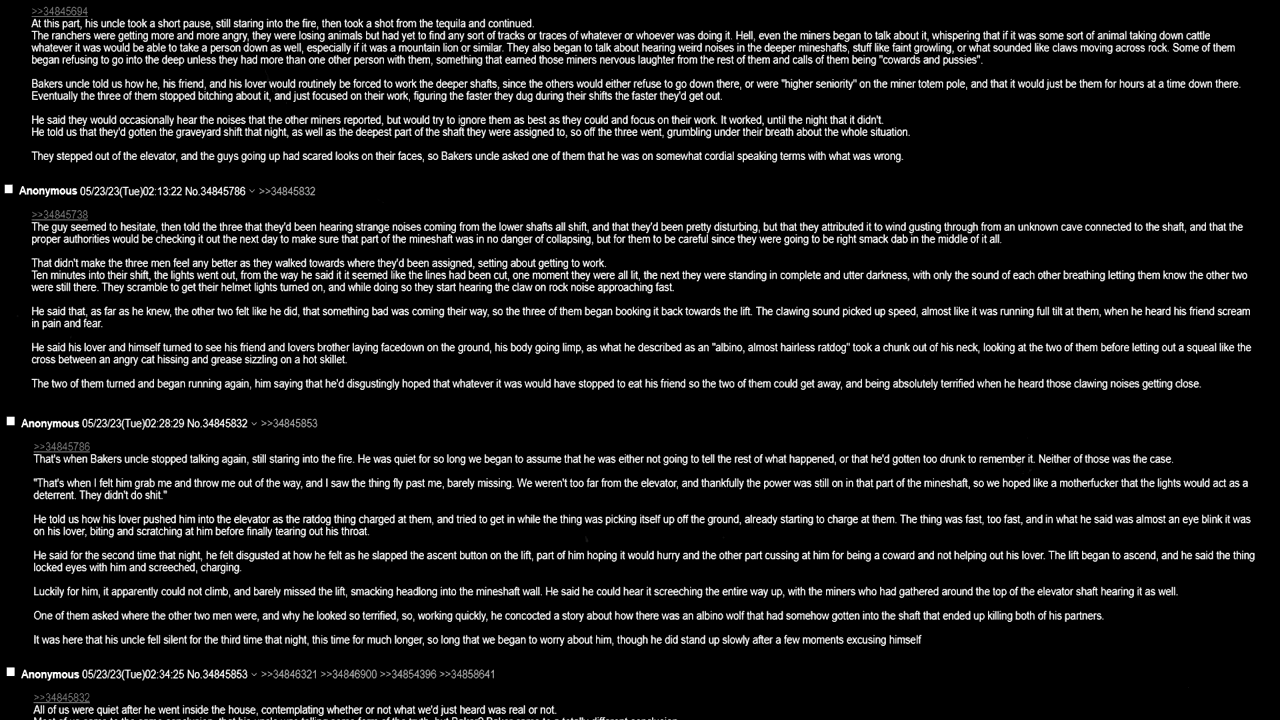 >>34845694
At this part, his uncle took a short pause, still staring into the fire, then took a shot from the tequila and continued.
The ranchers were getting more and more angry, they were losing animals but had yet to find any sort of tracks or traces of whatever or whoever was doing it. Hell, even the miners began to talk about it, whispering that if it was some sort of animal taking down cattle
whatever it was would be able to take a person down as well, especially if it was a mountain lion or similar. They also began to talk about hearing weird noises in the deeper mineshafts, stuff like faint growling, or what sounded like claws moving across rock. Some of them
began refusing to go into the deep unless they had more than one other person with them, something that earned those miners nervous laughter from the rest of them and calls of them being "cowards and pussies".
Bakers uncle told us how he, his friend, and his lover would routinely be forced to work the deeper shafts, since the others would either refuse to go down there, or were "higher seniority" on the miner totem pole, and that it would just be them for hours at a time down there.
Eventually the three of them stopped bitching about it, and just focused on their work, figuring the faster they dug during their shifts the faster they'd get out.
He said they would occasionally hear the noises that the other miners reported, but would try to ignore them as best as they could and focus on their work. It worked, until the night that it didn't.
He told us that they'd gotten the graveyard shift that night, as well as the deepest part of the shaft they were assigned to, so off the three went, grumbling under their breath about the whole situation.
They stepped out of the elevator, and the guys going up had scared looks on their faces, so Bakers uncle asked one of them that he was on somewhat cordial speaking terms with what was wrong.
Anonymous 05/23/23(Tue)02:13:22 No.34845786 >>34845832
>>34845738
The guy seemed to hesitate, then told the three that they'd been hearing strange noises coming from the lower shafts all shift, and that they'd been pretty disturbing, but that they attributed it to wind gusting through from an unknown cave connected to the shaft, and that the
proper authorities would be checking it out the next day to make sure that part of the mineshaft was in no danger of collapsing, but for them to be careful since they were going to be right smack dab in the middle of it all.
That didn't make the three men feel any better as they walked towards where they'd been assigned, setting about getting to work.
Ten minutes into their shift, the lights went out, from the way he said it it seemed like the lines had been cut, one moment they were all lit, the next they were standing in complete and utter darkness, with only the sound of each other breathing letting them know the other two
were still there. They scramble to get their helmet lights turned on, and while doing so they start hearing the claw on rock noise approaching fast.
He said that, as far as he knew, the other two felt like he did, that something bad was coming their way, so the three of them began booking it back towards the lift. The clawing sound picked up speed, almost like it was running full tilt at them, when he heard his friend scream
in pain and fear.
He said his lover and himself turned to see his friend and lovers brother laying facedown on the ground, his body going limp, as what he described as an "albino, almost hairless ratdog" took a chunk out of his neck, looking at the two of them before letting out a squeal like the
cross between an angry cat hissing and grease sizzling on a hot skillet.
The two of them turned and began running again, him saying that he'd disgustingly hoped that whatever it was would have stopped to eat his friend so the two of them could get away, and being absolutely terrified when he heard those clawing noises getting close.
Anonymous 05/23/23(Tue)02:28:29 No.34845832 >>34845853
>>34845786
That's when Bakers uncle stopped talking again, still staring into the fire. He was quiet for so long we began to assume that he was either not going to tell the rest of what happened, or that he'd gotten too drunk to remember it. Neither of those was the case.
"That's when I felt him grab me and throw me out of the way, and I saw the thing fly past me, barely missing. We weren't too far from the elevator, and thankfully the power was still on in that part of the mineshaft, so we hoped like a motherfucker that the lights would act as a
deterrent. They didn't do shit."
He told us how his lover pushed him into the elevator as the ratdog thing charged at them, and tried to get in while the thing was picking itself up off the ground, already starting to charge at them. The thing was fast, too fast, and in what he said was almost an eye blink it was
on his lover, biting and scratching at him before finally tearing out his throat.
He said for the second time that night, he felt disgusted at how he felt as he slapped the ascent button on the lift, part of him hoping it would hurry and the other part cussing at him for being a coward and not helping out his lover. The lift began to ascend, and he said the thing
locked eyes with him and screeched, charging.
Luckily for him, it apparently could not climb, and barely missed the lift, smacking headlong into the mineshaft wall. He said he could hear it screeching the entire way up, with the miners who had gathered around the top of the elevator shaft hearing it as well.
One of them asked where the other two men were, and why he looked so terrified, so, working quickly, he concocted a story about how there was an albino wolf that had somehow gotten into the shaft that ended up killing both of his partners.
It was here that his uncle fell silent for the third time that night, this time for much longer, so long that we began to worry about him, though he did stand up slowly after a few moments excusing himself
Anonymous 05/23/23(Tue)02:34:25 No.34845853 >>34846321 >>34846900 >>34854396 >>34858641
>>34845832
All of us were quiet after he went inside the house, contemplating whether or not what we'd just heard was real or not.